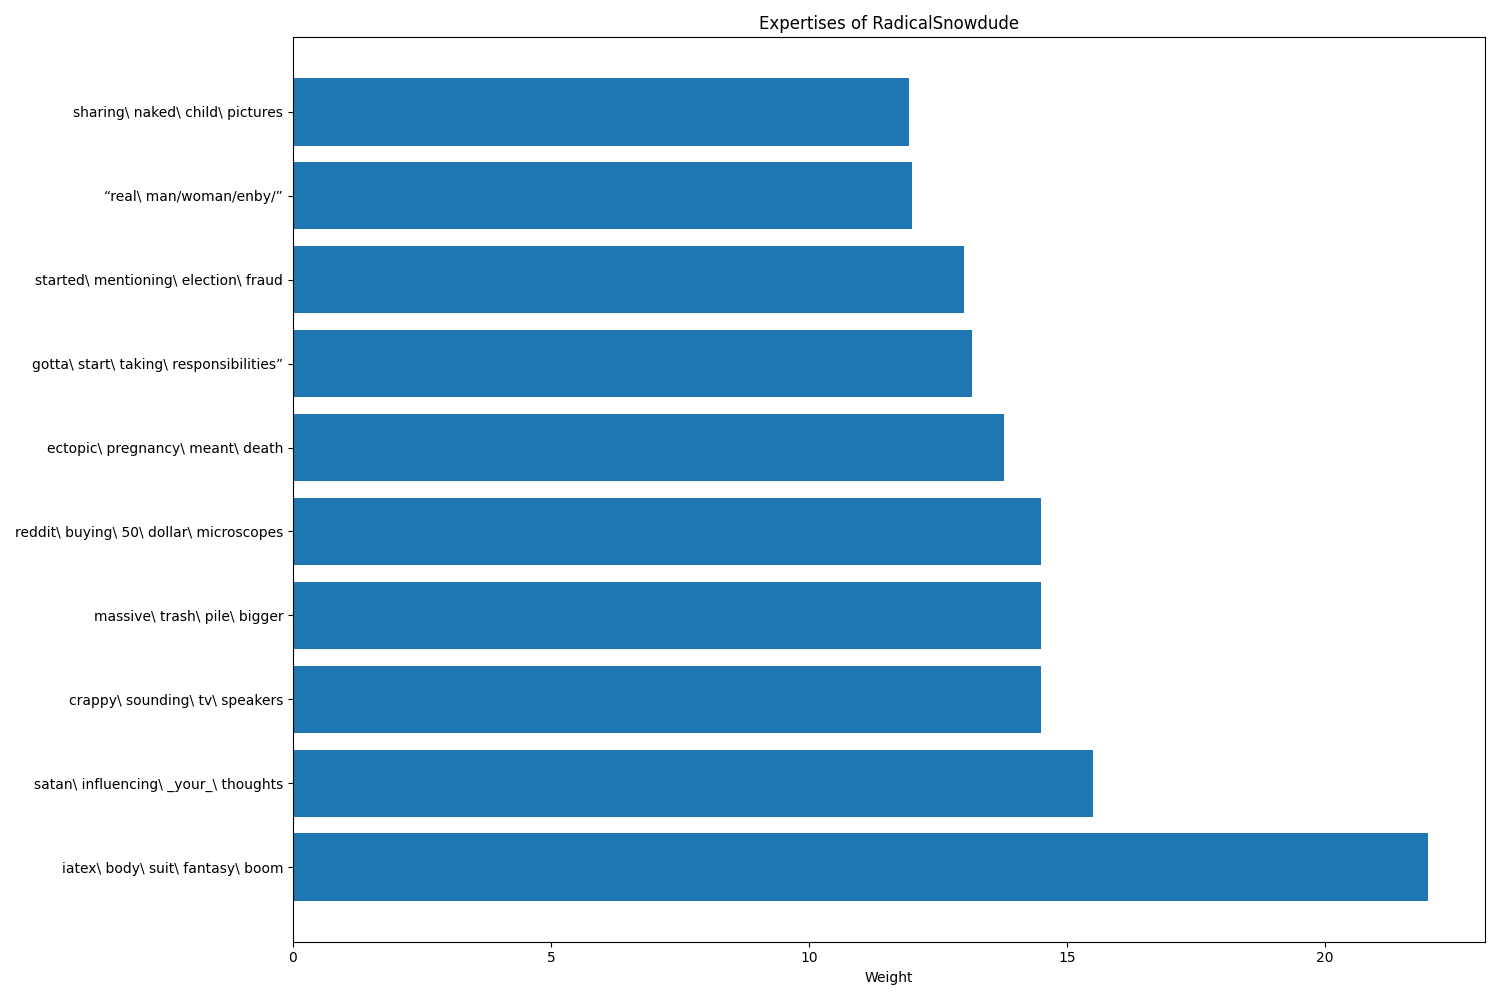 Expertises of RadicalSnowdude
sharing\ naked\ child\ pictures
“real\ man/woman/enby/”
started\ mentioning\ election\ fraud
gotta\ start\ taking\ responsibilities”
ectopic\ pregnancy\ meant\ death
reddit\ buying\ 50\ dollar\ microscopes
massive\ trash\ pile\ bigger
crappy\ sounding\ tv\ speakers
satan\ influencing\ _your_\ thoughts
iatex\ body\ suit\ fantasy\ boom
0 5 10 15 20
Weight